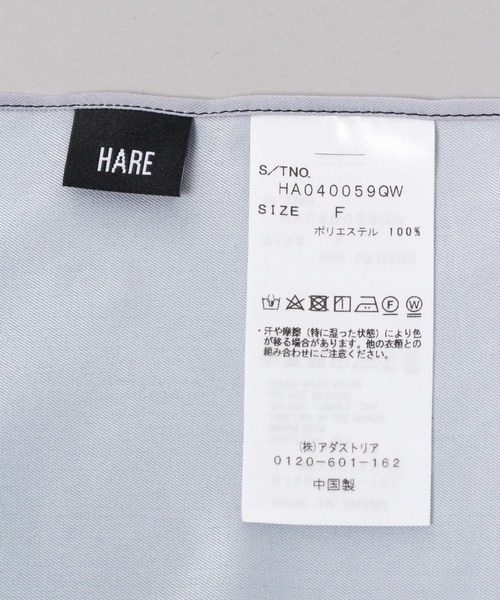 HARE
S/TNO.
HA040059QW
SIZE F
ポリエステル 100%
F W
・汗や摩擦（特に湿った状態）により色
が移る場合があります。他の衣類との
組み合わせにご注意ください。
(株)アダストリア
0120-601-162
中国製